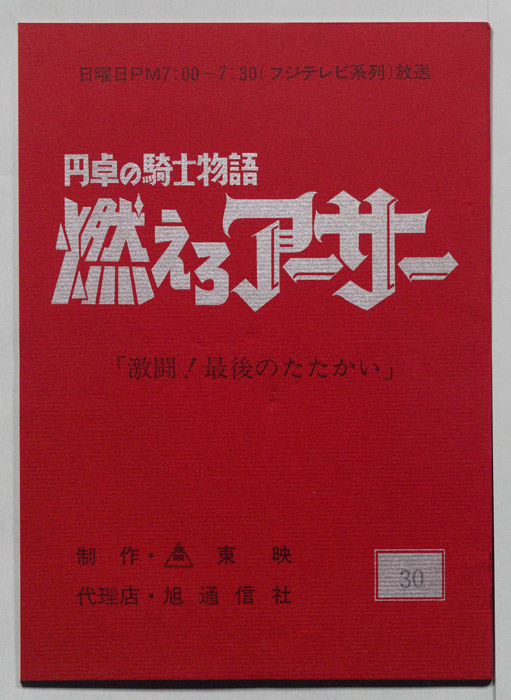 日曜日PM7:00−7:30(フジテレビ系列)放送
円卓の騎士物語
燃えろアーサー
「激闘!最後のたたかい」
制作・東映
代理店・旭通信社
30